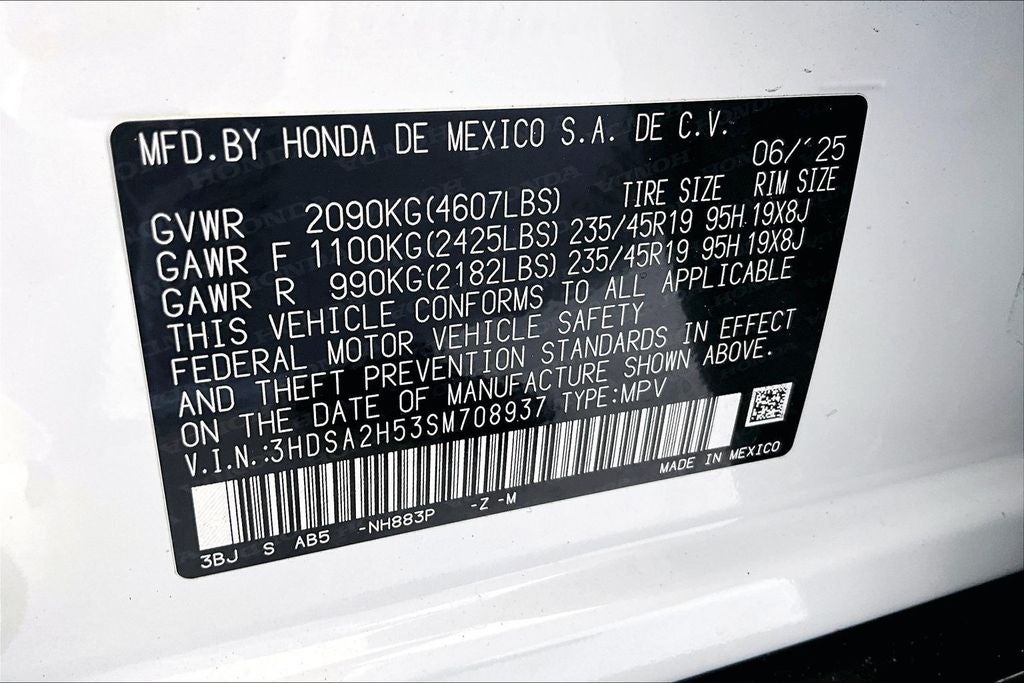 MFD.BY HONDA DE MEXICO S.A. DE C.V.
06/'25
TIRE SIZE RIM SIZE
GVWR 2090KG(4607LBS)
GAWR F 1100KG(2425LBS) 235/45R19 95H 19X8J
GAWR R 990KG(2182LBS) 235/45R19 95H 19X8J
THIS VEHICLE CONFORMS TO ALL APPLICABLE
FEDERAL MOTOR VEHICLE SAFETY
AND THEFT PREVENTION STANDARDS IN EFFECT
ON THE DATE OF MANUFACTURE SHOWN ABOVE.
V.I.N.:3HDSA2H53SM708937 TYPE:MPV
MADE IN MEXICO
3BJ S AB5 -NH883P -Z -M